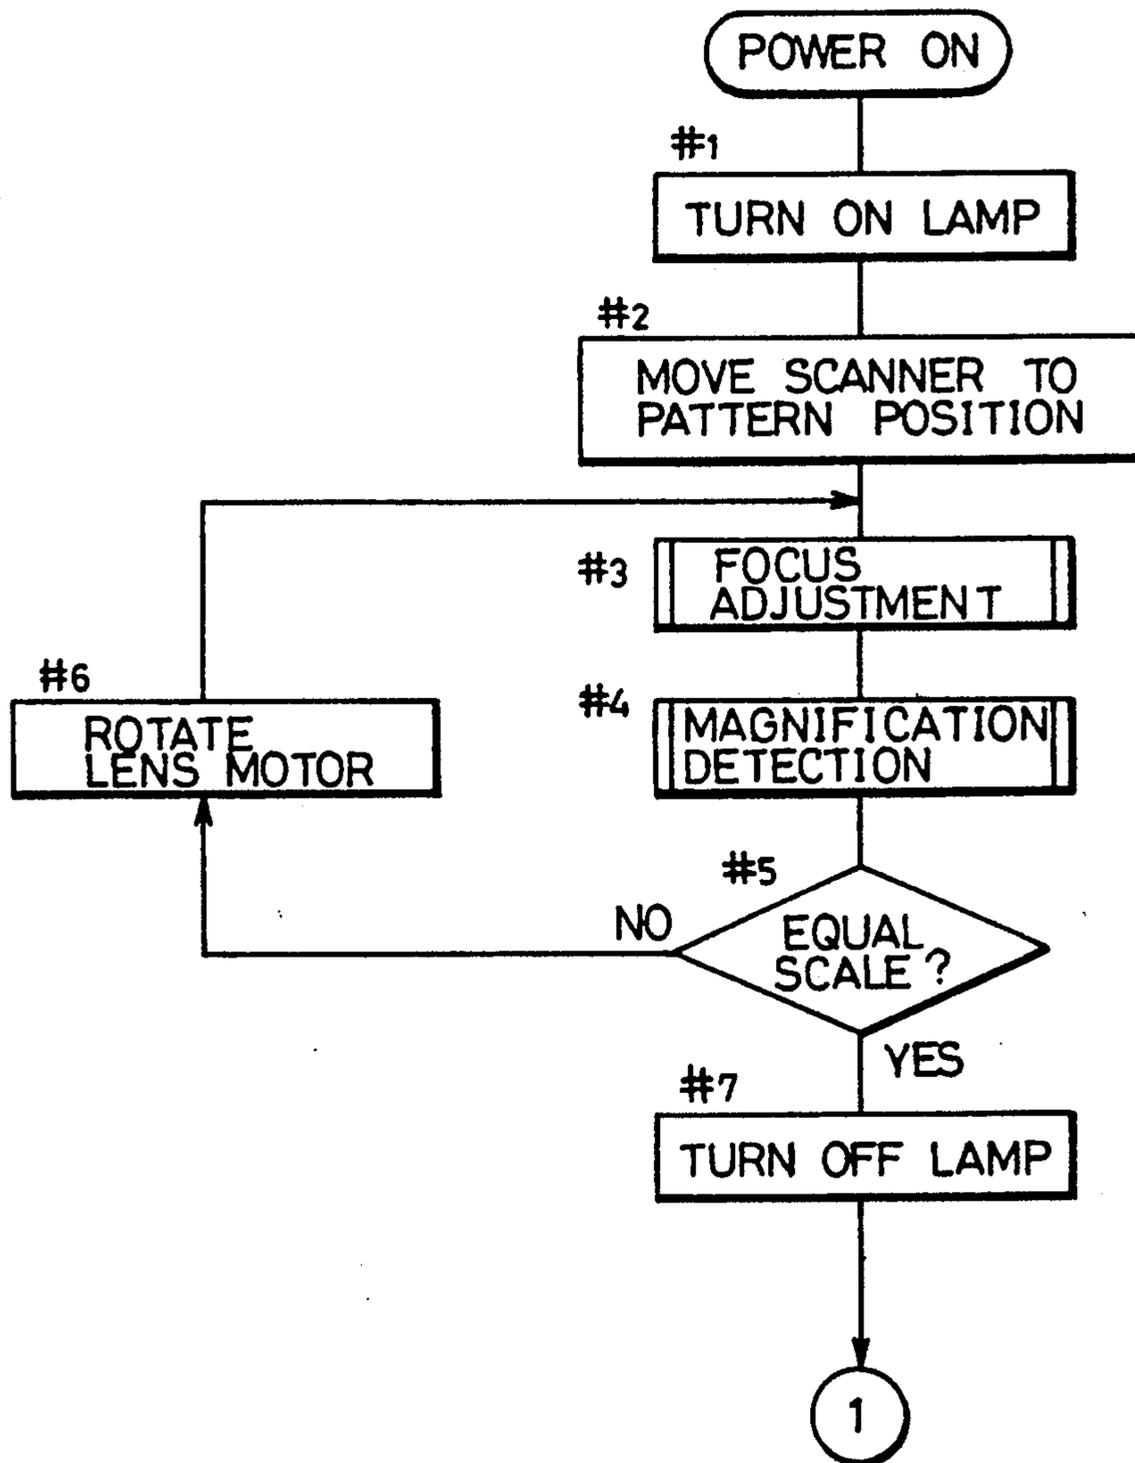 POWER ON
#1
TURN ON LAMP
#2
MOVE SCANNER TO
PATTERN POSITION
#3
FOCUS
ADJUSTMENT
#4
MAGNIFICATION
DETECTION
#5
EQUAL
SCALE?
NO
#6
ROTATE
LENS MOTOR
YES
#7
TURN OFF LAMP
1